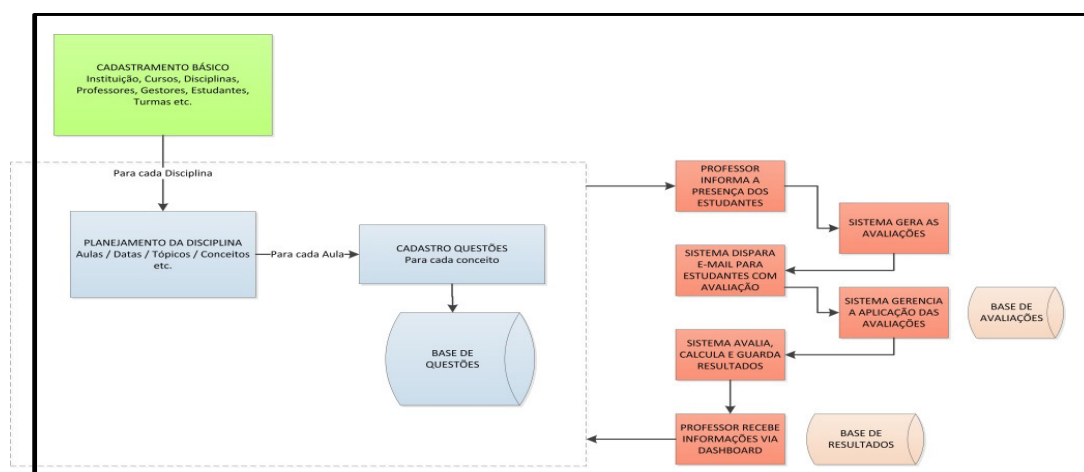 CADASTRAMENTO BÁSICO
Instituição, Cursos, Disciplinas,
Professores, Gestores, Estudantes,
Turmas etc.
Para cada Disciplina
PLANEJAMENTO DA DISCIPLINA
Aulas / Datas / Tópicos / Conceitos
etc.
Para cada Aula
CADASTRO QUESTÕES
Para cada conceito
BASE DE
QUESTÕES
PROFESSOR
INFORMA A
PRESENÇA DOS
ESTUDANTES
SISTEMA GERA AS
AVALIAÇÕES
SISTEMA DISPARA
E-MAIL PARA
ESTUDANTES COM
AVALIAÇÃO
SISTEMA GERENCIA
A APLICAÇÃO DAS
AVALIAÇÕES
BASE DE
AVALIAÇÕES
SISTEMA AVALIA,
CALCULA E GUARDA
RESULTADOS
PROFESSOR RECEBE
INFORMAÇÕES VIA
DASHBOARD
BASE DE
RESULTADOS